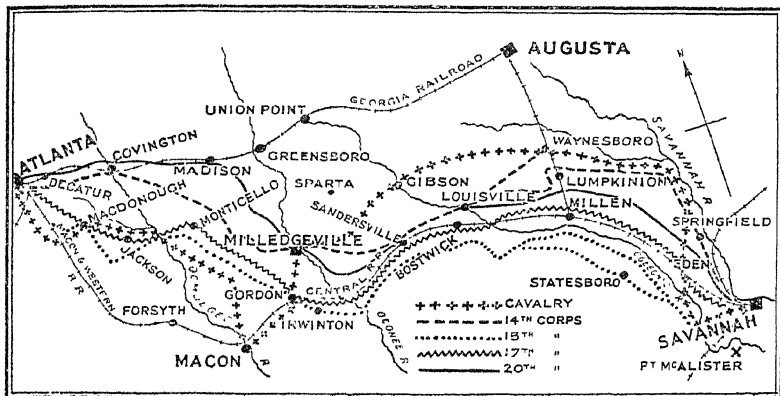 AUGUSTA
GEORGIA RAILROAD
N
UNION POINT
SAVANNAH R.
COVINGTON
ATLANTA
WAYNESBORO
GREENSBORO
MADISON
DECATUR
SPARTA
GIBSON
LUMPKINION
MONTICELLO
LOUISVILLE
MACDONOUGH
SANDERSVILLE
MILLEN
SPRINGFIELD
MILLEDGEVILLE
JACKSON
BOSTWICK
EDEN
MACON & WESTERN
R.R.
CENTRAL R.R.
STATESBORO
GORDON
FORSYTH
IRWINTON
OCONEE R.
R.
MACON
SAVANNAH
FT MCALISTER
CAVALRY
14TH CORPS
15TH "
17TH "
20TH "